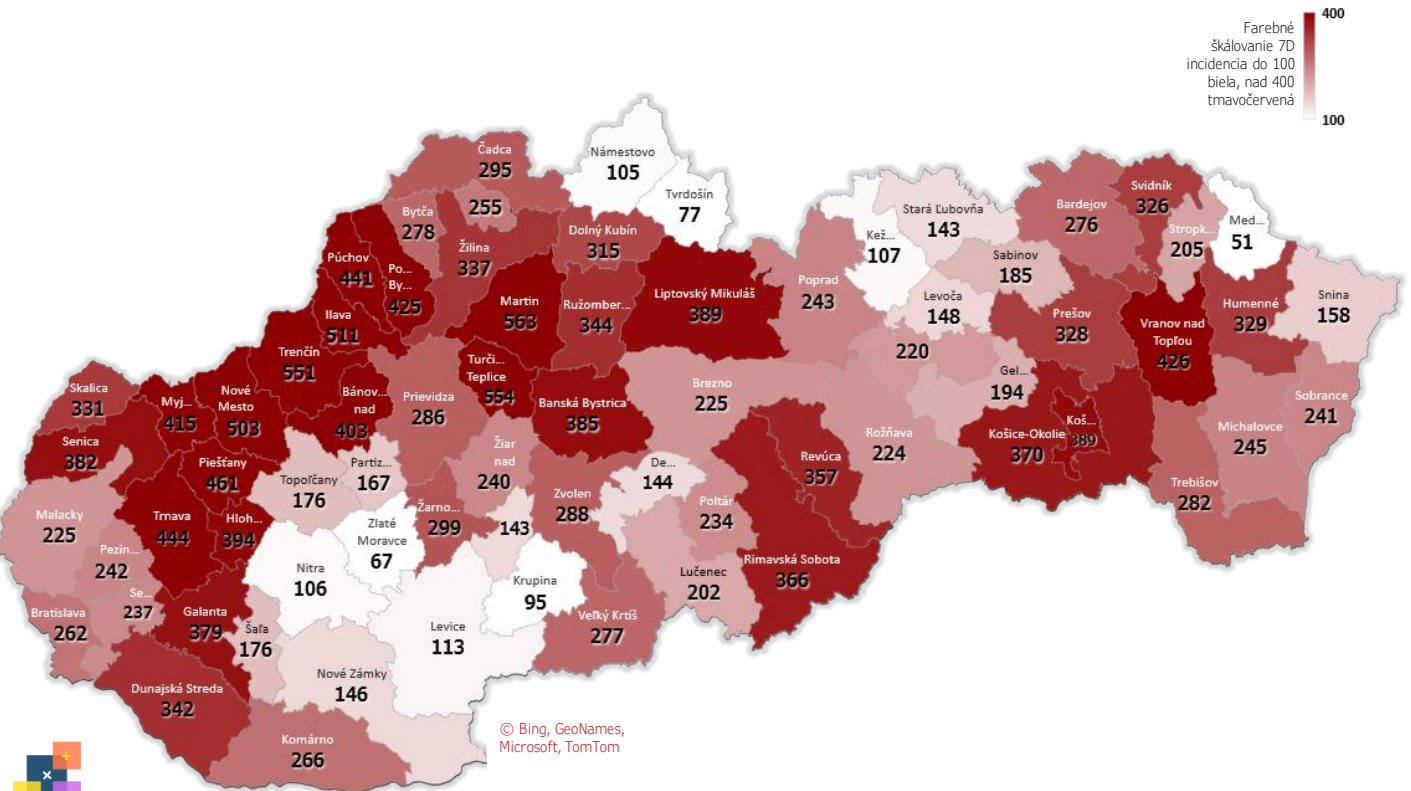 400
Farebné
škálovanie 7D
incidencia do 100
biela, nad 400
tmavočervená
100
Čadca
295
Námestovo
105
Tvrdošín
77
Bytča
278
255
Žilina
337
Dolný Kubín
315
Púchov
441
Po...
By...
425
Ilava
511
Martin
563
Ružomber...
344
Liptovský Mikuláš
389
Poprad
243
Kež...
107
Stará Ľubovňa
143
Sabinov
185
Levoča
148
Bardejov
276
Svidník
326
Stropk...
205
Med...
51
Prešov
328
Vranov nad
Topľou
426
Humenné
329
Snina
158
Trenčín
551
Skalica
331
Myj...
415
Nové
Mesto
503
Bánov...
nad
403
Prievidza
286
Turči...
Teplice
554
Banská Bystrica
385
Brezno
225
220
Gel...
194
Rožňava
224
Košice-Okolie
370
Koš...
389
Michalovce
245
Sobrance
241
Trebišov
282
Senica
382
Piešťany
461
Topoľčany
176
Partiz...
167
Žiar
nad
240
Zvolen
288
De...
144
Poltár
234
Revúca
357
Rimavská Sobota
366
Malacky
225
Trnava
444
Hloh...
394
Zlaté
Moravce
67
Žarno...
299
143
Pezin...
242
Se...
237
Bratislava
262
Galanta
379
Nitra
106
Šaľa
176
Levice
113
Krupina
95
Veľký Krtíš
277
Lučenec
202
Dunajská Streda
342
Nové Zámky
146
Komárno
266
© Bing, GeoNames,
Microsoft, TomTom